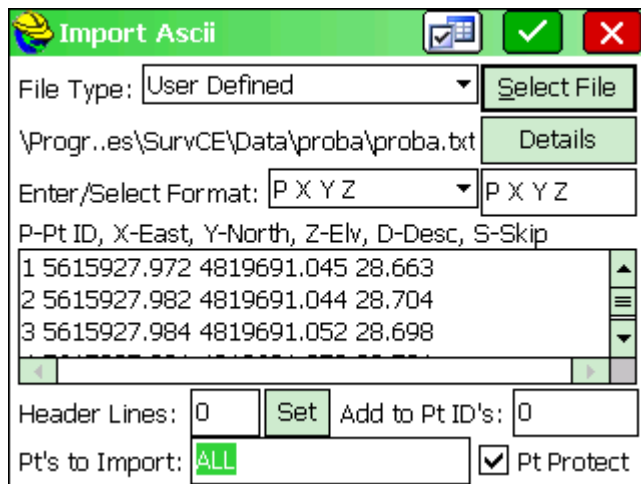 Import Ascii
File Type: User Defined Select File
\Progr..es\SurvCE\Data\proba\proba.txt Details
Enter/Select Format: P X Y Z P X Y Z
P-Pt ID, X-East, Y-North, Z-Elv, D-Desc, S-Skip
1 5615927.972 4819691.045 28.663
2 5615927.982 4819691.044 28.704
3 5615927.984 4819691.052 28.698
Header Lines: 0 Set Add to Pt ID's: 0
Pt's to Import: ALL Pt Protect